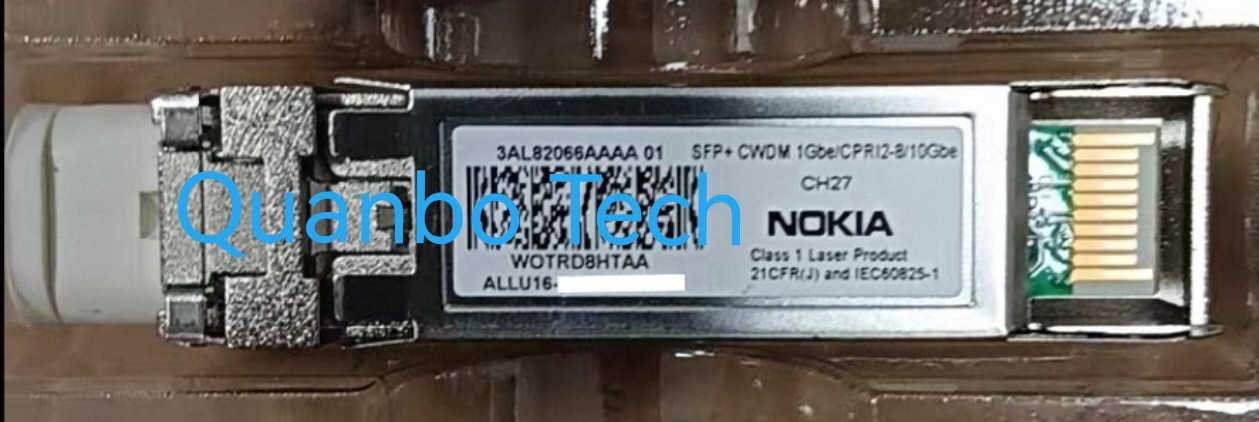 3AL82066AAAA 01
SFP+ CWDM 1Gbe/CPRI2-8/10Gbe
CH27
NOKIA
Quanbo Tech
WOTRD8HTAA
Class 1 Laser Product
21CFR(J) and IEC60825-1
ALLU16-